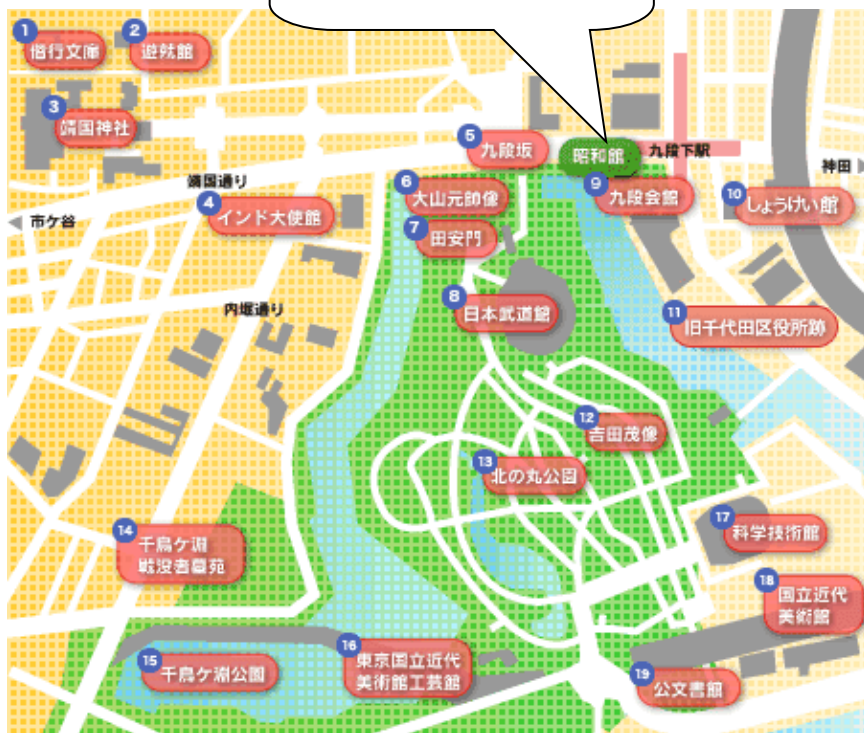 1
偕行文庫
2
遊就館
3
靖国神社
5
九段坂
昭和館
九段下駅
神田
靖国通り
6
大山元帥像
9
九段会館
10
しょうけい館
市ケ谷
4
インド大使館
7
田安門
内堀通り
8
日本武道館
11
旧千代田区役所跡
12
吉田茂像
13
北の丸公園
14
千鳥ケ淵
戦没者墓苑
17
科学技術館
18
国立近代
美術館
15
千鳥ケ淵公園
16
東京国立近代
美術館工芸館
19
公文書館